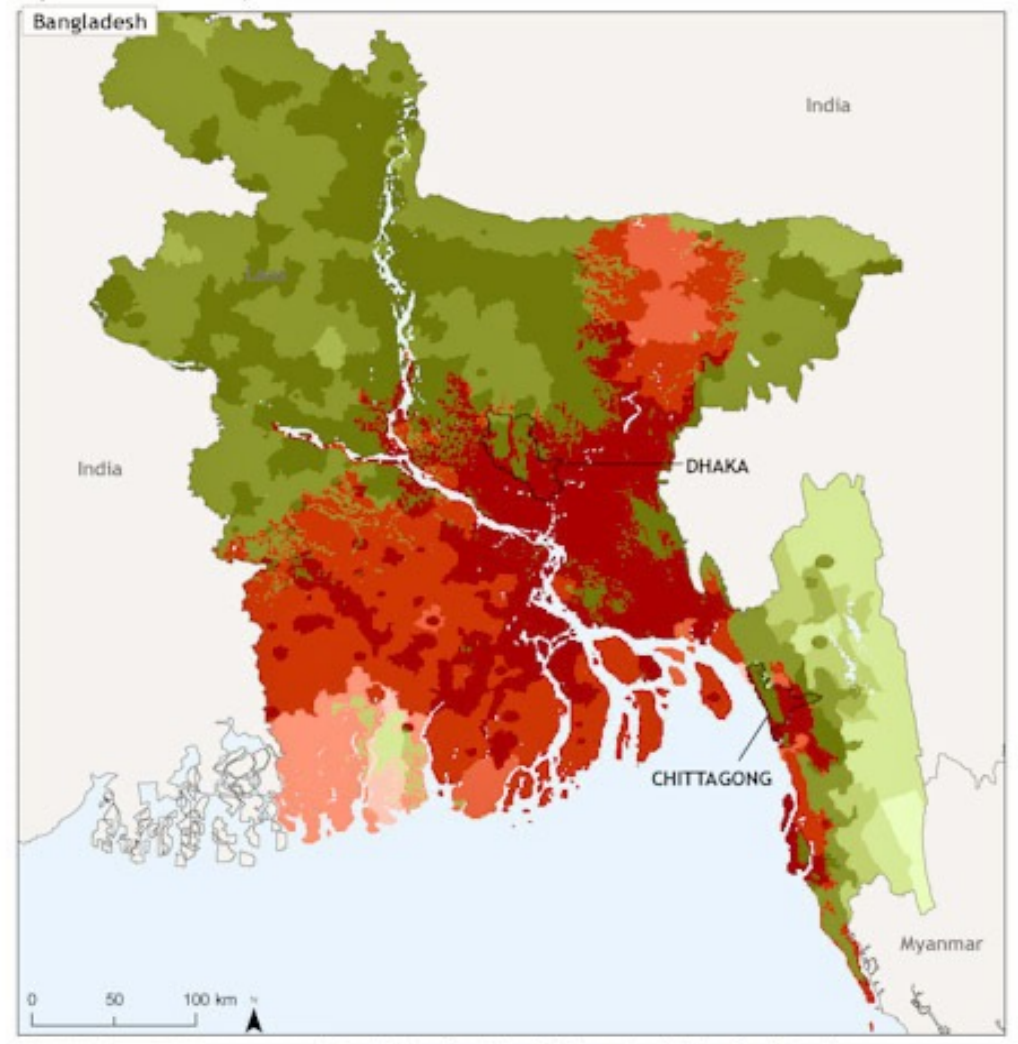 Bangladesh
India
India
DHAKA
CHITTAGONG
Myanmar
0 50 100 km N